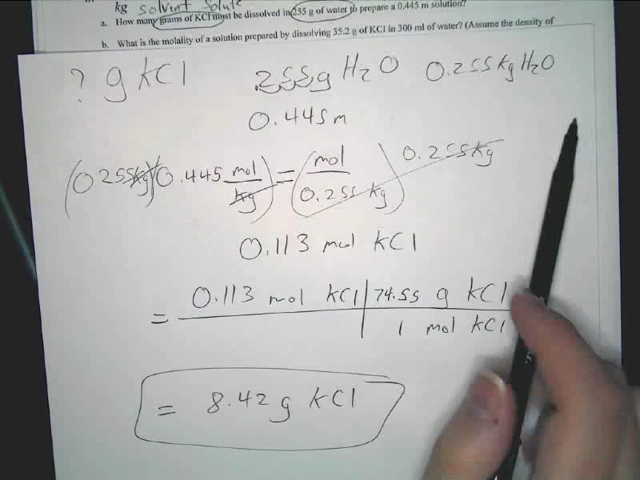 kg solvent solute
a. How many grams of KCl must be dissolved in 255 g of water to prepare a 0.445 m solution?
b. What is the molality of a solution prepared by dissolving 35.2 g of KCl in 300 ml of water? (Assume the density of
? g KCl 255g H2O 0.255 kg H2O
0.445 m
(0.255kg)(0.445 mol/kg) = (mol/0.255 kg) 0.255kg
0.113 mol KCl
= 0.113 mol KCl | 74.55 g KCl
1 mol KCl
= 8.42 g KCl